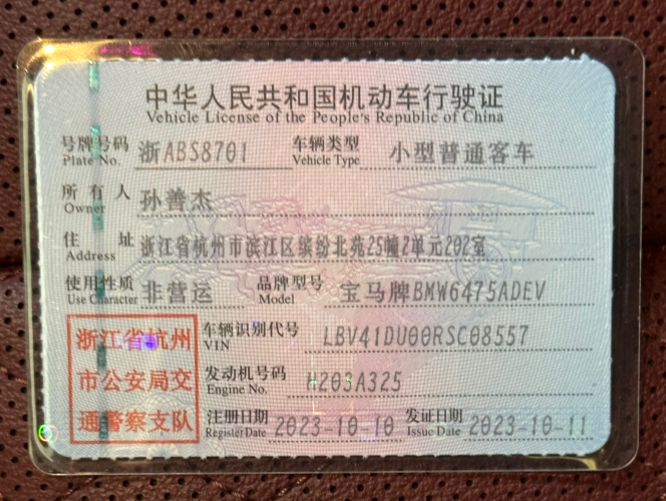 中华人民共和国机动车行驶证
Vehicle License of the People's Republic of China
号牌号码 浙ABS8701 车辆类型 小型普通客车
Plate No. Vehicle Type
所有人 孙善杰
Owner
住址 浙江省杭州市滨江区缤纷北苑25幢2单元202室
Address
使用性质 非营运 品牌型号 宝马牌BMW6475ADEV
Use Character Model
浙江省杭州 车辆识别代号 LBV41DU00RSC08557
VIN
市公安局交 发动机号码 H203A325
Engine No.
通警察支队 注册日期 2023-10-10 发证日期 2023-10-11
Register Date Issue Date